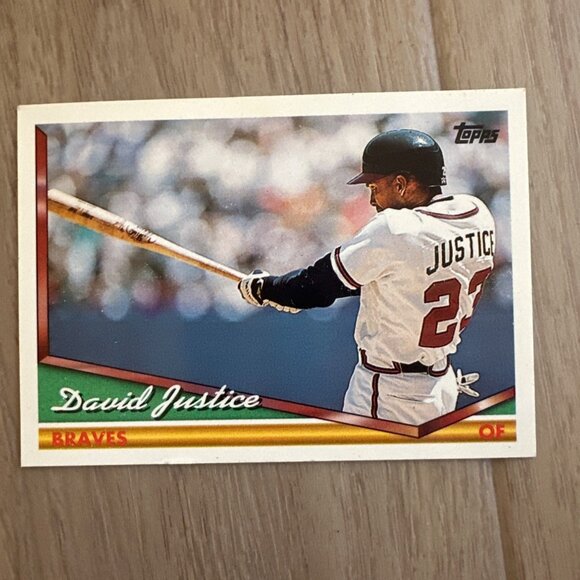 Topps
JUSTICE
23
David Justice
BRAVES
OF